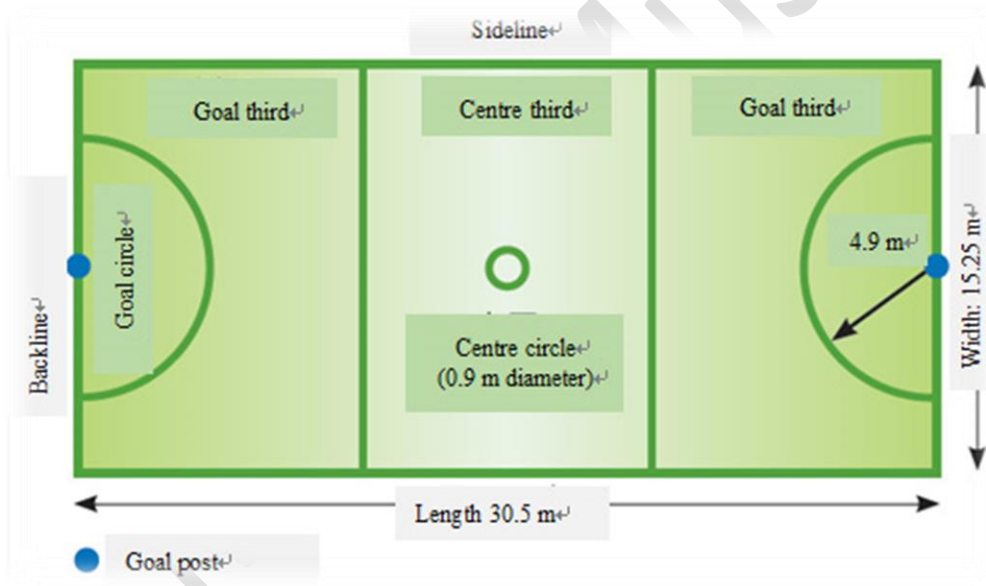 Sideline
Goal third
Centre third
Goal third
Goal circle
4.9 m
Backline
Width: 15.25 m
Centre circle
(0.9 m diameter)
Length 30.5 m
Goal post